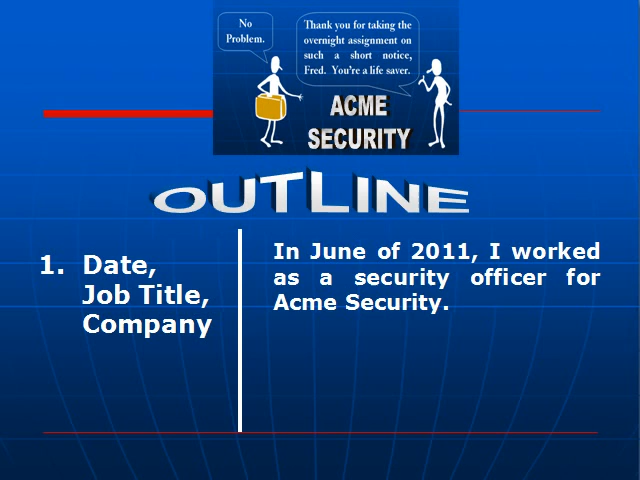 No
Problem.
Thank you for taking the
overnight assignment on
such a short notice,
Fred. You're a life saver.
ACME
SECURITY
OUTLINE
1. Date,
Job Title,
Company
In June of 2011, I worked
as a security officer for
Acme Security.